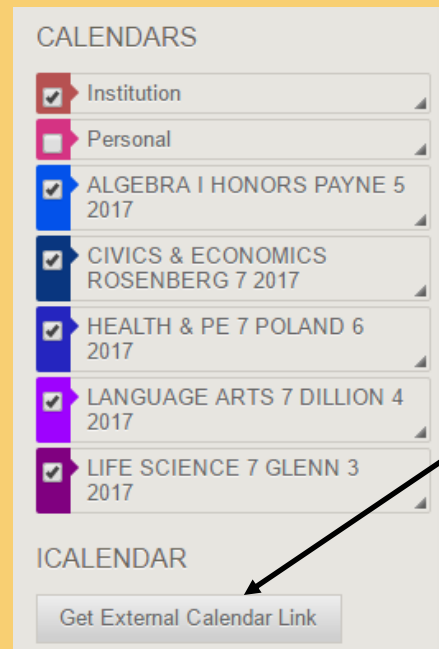 CALENDARS
Institution
Personal
ALGEBRA I HONORS PAYNE 5
2017
CIVICS & ECONOMICS
ROSENBERG 7 2017
HEALTH & PE 7 POLAND 6
2017
LANGUAGE ARTS 7 DILLION 4
2017
LIFE SCIENCE 7 GLENN 3
2017
ICALENDAR
Get External Calendar Link